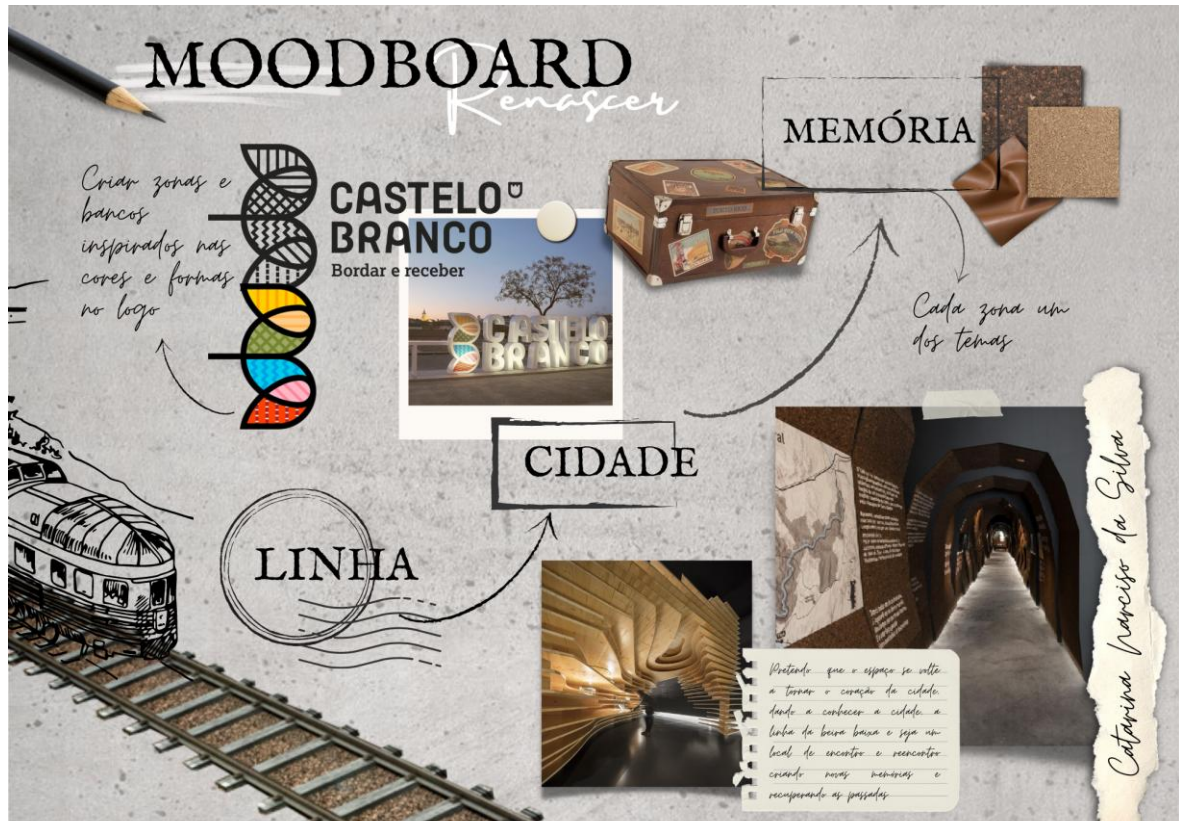 MOODBOARD
Renascer
MEMÓRIA
Criar zonas e
bancos
inspirados nas
cores e formas
no logo
CASTELO
BRANCO
Bordar e receber
CASTELO
BRANCO
Cada zona um
dos temas
CIDADE
LINHA
Pretendo que o espaço se volte
a tornar o coração da cidade,
dando a conhecer a cidade, a
linha da beira baixa e seja um
local de encontro e reencontro
criando novas memórias e
recuperando as passadas
Catarina Narciso da Silva